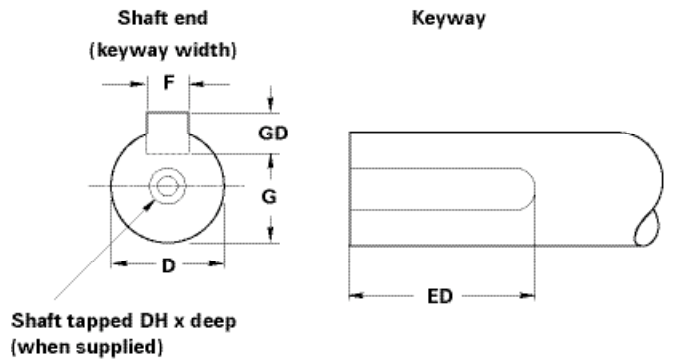 Shaft end
(keyway width)
Keyway
F
GD
G
D
ED
Shaft tapped DH x deep
(when supplied)